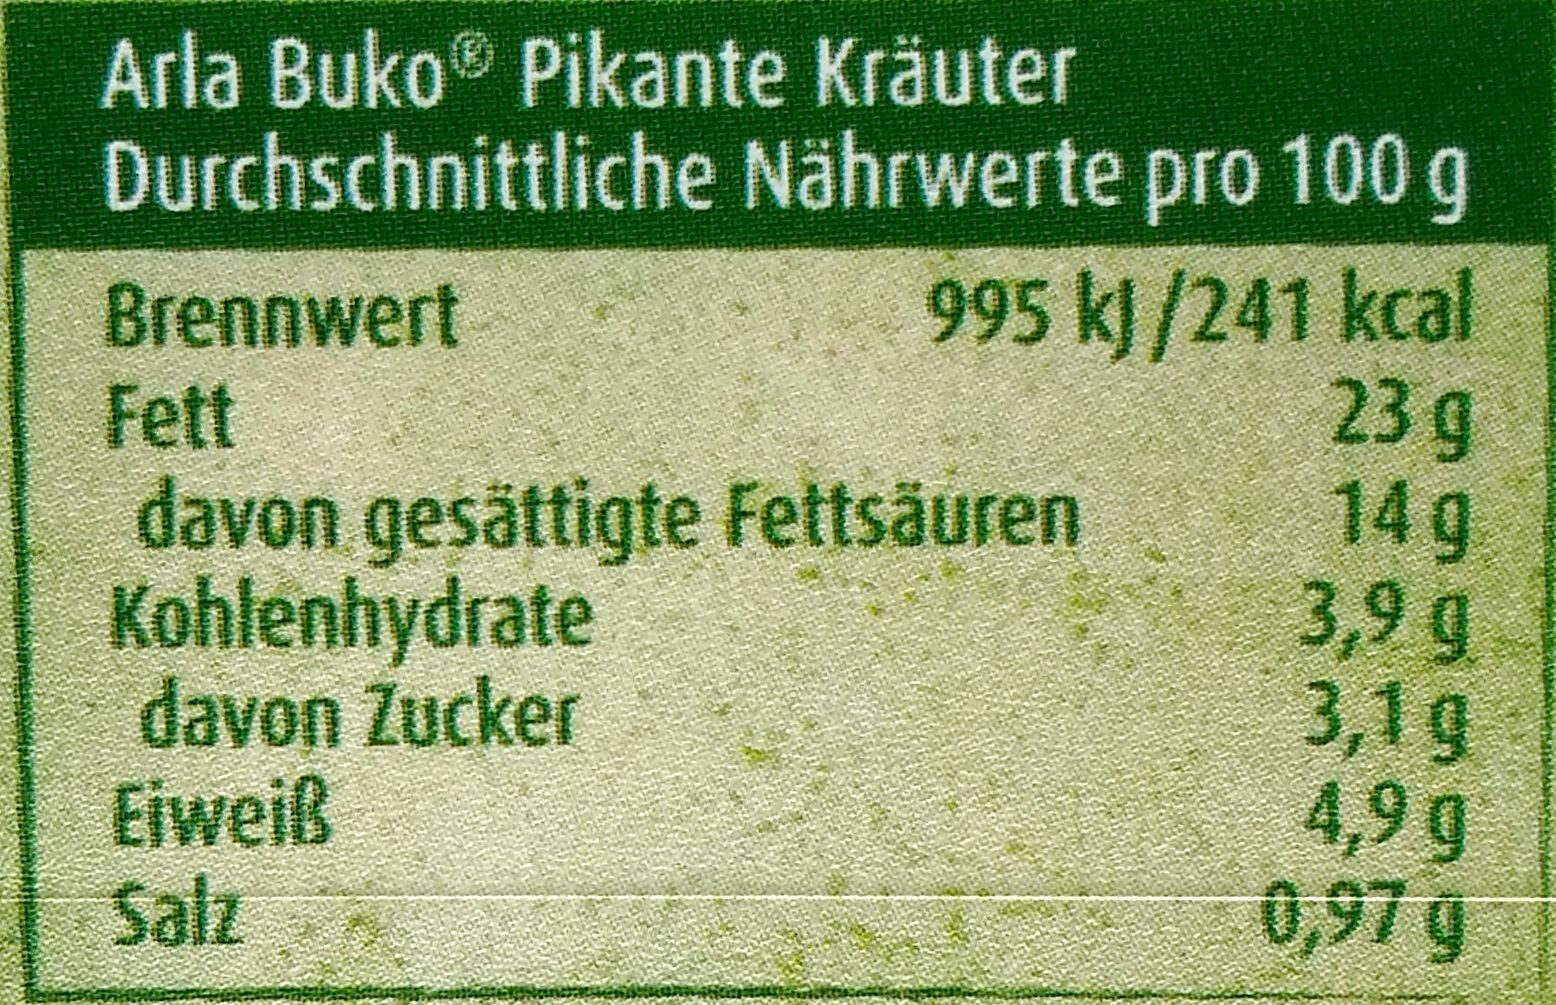 Arla Buko® Pikante Kräuter
Durchschnittliche Nährwerte pro 100 g
Brennwert 995 kJ/241 kcal
Fett 23 g
davon gesättigte Fettsäuren 14 g
Kohlenhydrate 3,9 g
davon Zucker 3,1 g
Eiweiß 4,9 g
Salz 0,97 g